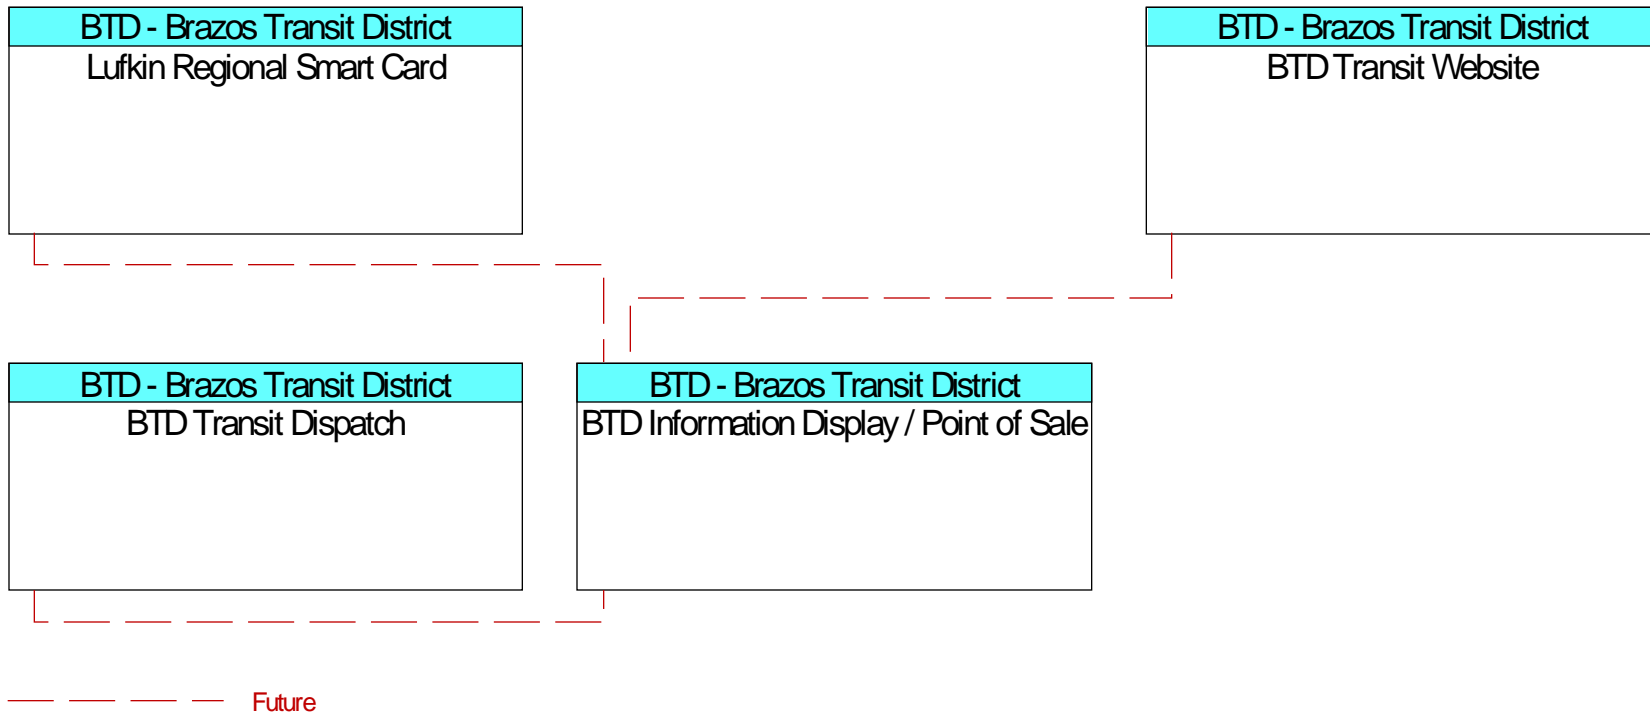 BTD - Brazos Transit District
Lufkin Regional Smart Card
BTD - Brazos Transit District
BTD Transit Website
BTD - Brazos Transit District
BTD Transit Dispatch
BTD - Brazos Transit District
BTD Information Display / Point of Sale
Future